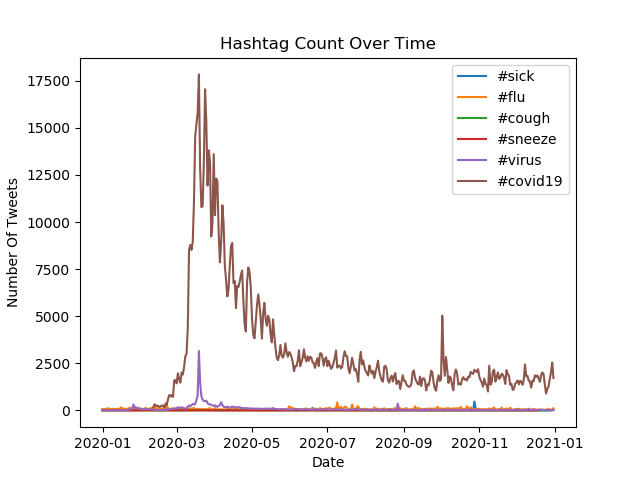 Hashtag Count Over Time
Number Of Tweets
17500
15000
12500
10000
7500
5000
2500
0
#sick
#flu
#cough
#sneeze
#virus
#covid19
2020-01 2020-03 2020-05 2020-07 2020-09 2020-11 2021-01
Date